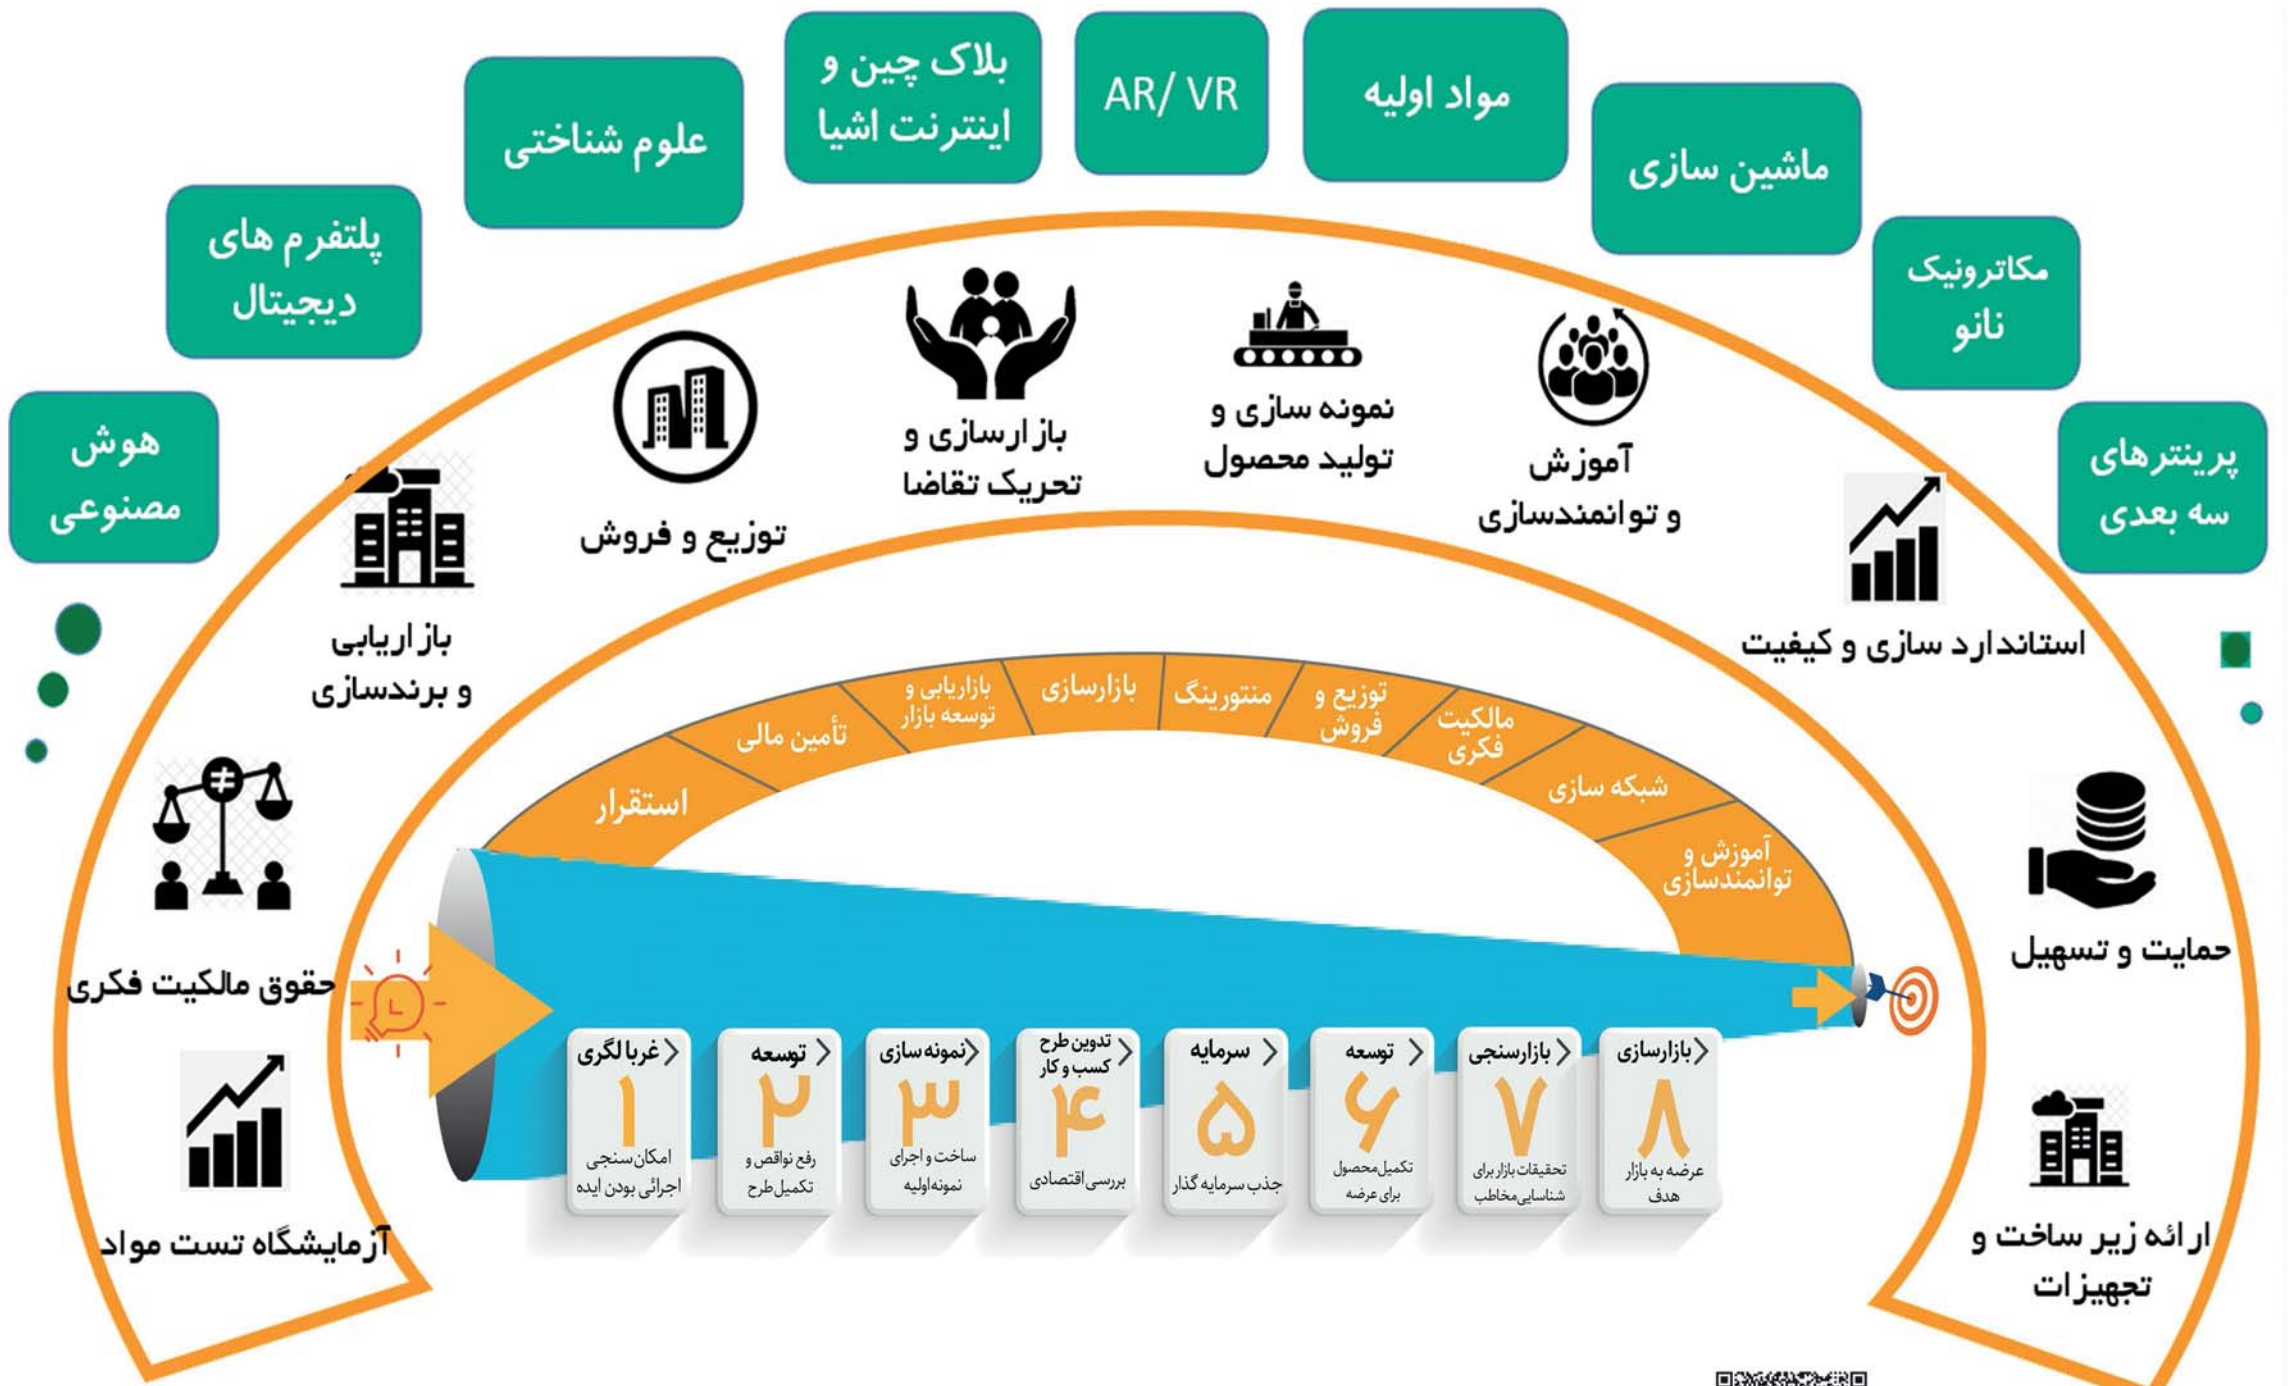 مواد اولیه
AR/ VR
بلاک چین و
اینترنت اشیا
ماشین سازی
علوم شناختی
مکاترونیک
نانو
پلتفرم های
دیجیتال
پرینترهای
سه بعدی
هوش
مصنوعی
حقوق مالکیت فکری
آزمایشگاه تست مواد
بازاریابی
و برندسازی
توزیع و فروش
بازارسازی و
تحریک تقاضا
نمونه سازی و
تولید محصول
آموزش
و توانمندسازی
استاندارد سازی و کیفیت
حمایت و تسهیل
ارائه زیر ساخت و
تجهیزات
استقرار
تأمین مالی
بازاریابی و
توسعه بازار
بازارسازی
منتورینگ
توزیع و
فروش
مالکیت
فکری
شبکه سازی
آموزش و
توانمندسازی
غربالگری
۱
امکان سنجی
اجرائی بودن ایده
توسعه
۲
رفع نواقص و
تکمیل طرح
نمونه سازی
۳
ساخت و اجرای
نمونه اولیه
تدوین طرح
کسب و کار
۴
بررسی اقتصادی
سرمایه
۵
جذب سرمایه گذار
توسعه
۶
تکمیل محصول
برای عرضه
بازارسنجی
۷
تحقیقات بازار برای
شناسایی مخاطب
بازارسازی
۸
عرضه به بازار
هدف